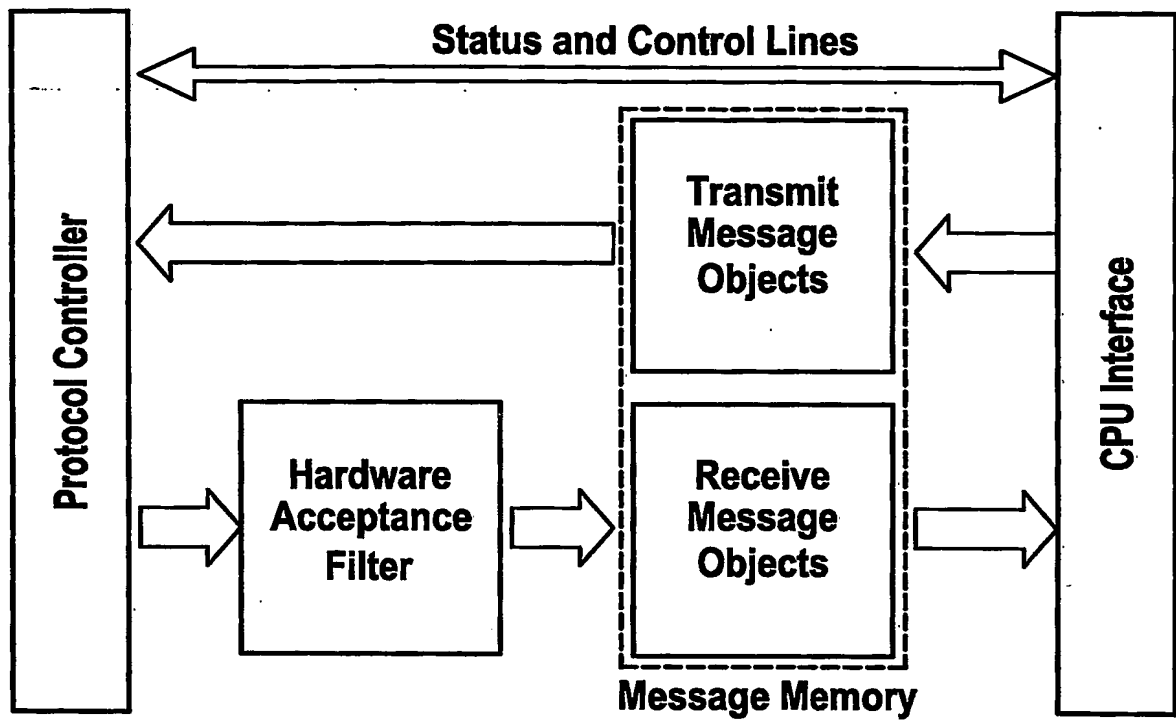 Status and Control Lines
Protocol Controller
Transmit
Message
Objects
CPU Interface
Hardware
Acceptance
Filter
Receive
Message
Objects
Message Memory